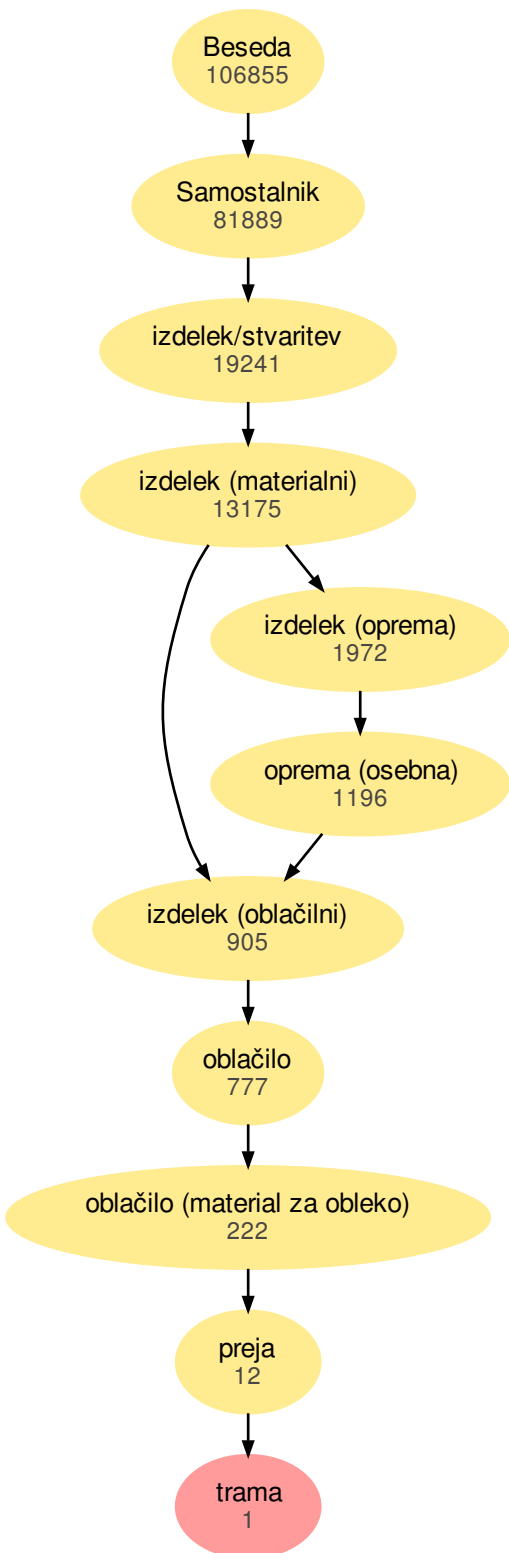 Beseda
106855
Samostalnik
81889
izdelek/stvaritev
19241
izdelek (materialni)
13175
izdelek (oprema)
1972
oprema (osebna)
1196
izdelek (oblačilni)
905
oblačilo
777
oblačilo (material za obleko)
222
preja
12
trama
1